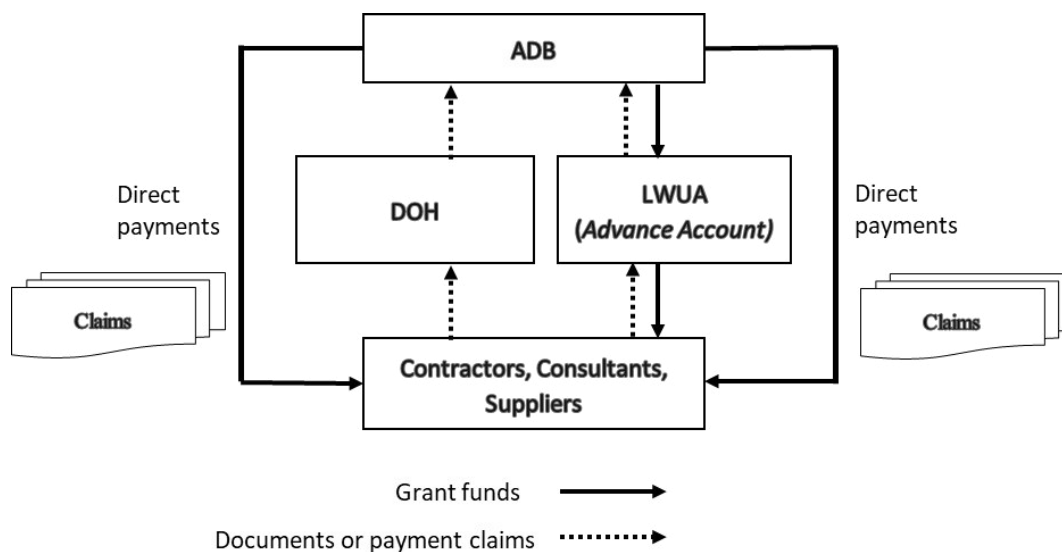 ADB
DOH
LWUA
(Advance Account)
Direct
payments
Direct
payments
Claims
Claims
Contractors, Consultants,
Suppliers
Grant funds
Documents or payment claims